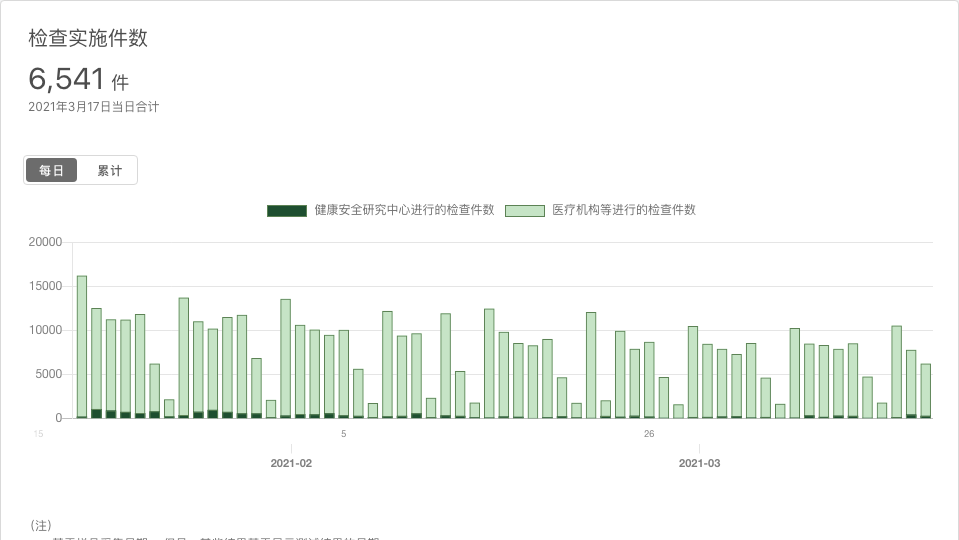 检查实施件数
6,541 件
2021年3月17日当日合计
每日 累计
健康安全研究中心进行的检查件数 医疗机构等进行的检查件数
20000
15000
10000
5000
0
15 5 26
2021-02 2021-03
(注)